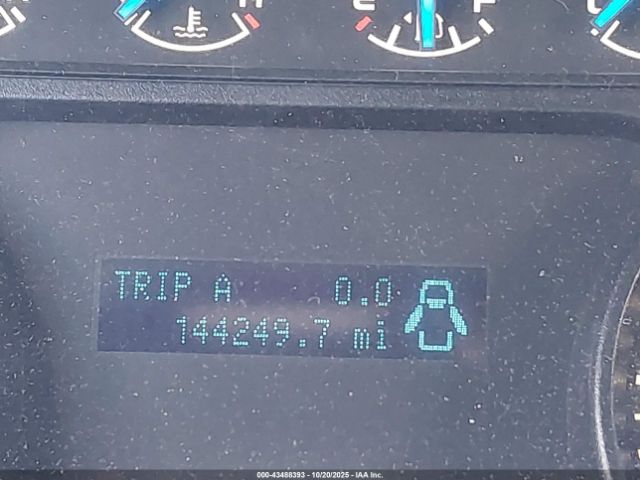 H E F
TRIP A 0.0
144249.7 mi
000-43488393 - 10/20/2025 - IAA Inc.